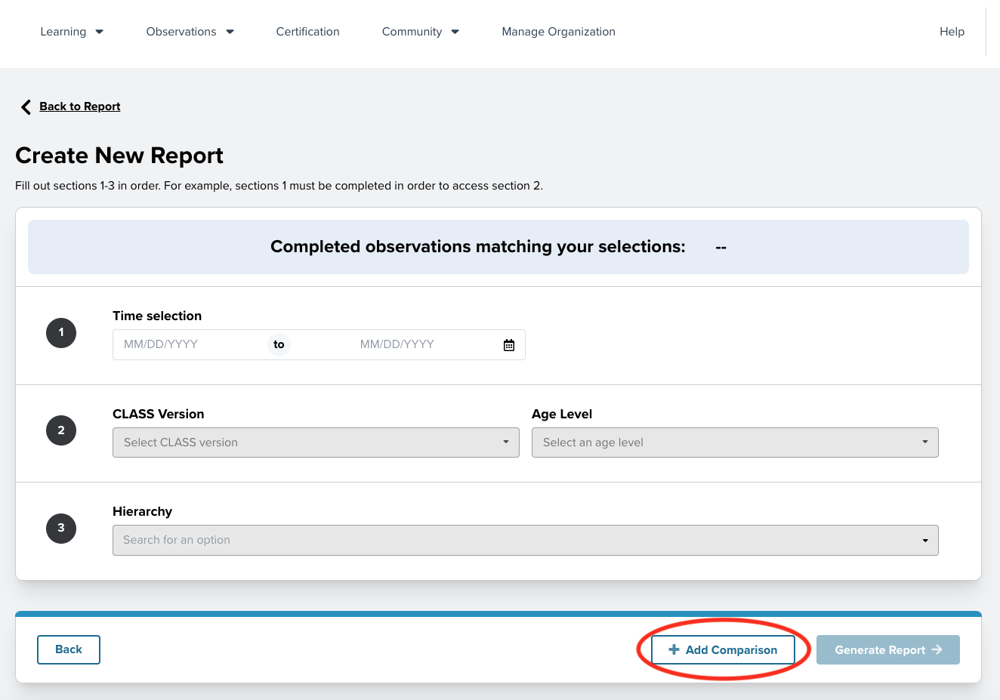 Learning Observations Certification Community Manage Organization Help
Back to Report
Create New Report
Fill out sections 1-3 in order. For example, sections 1 must be completed in order to access section 2.
Completed observations matching your selections: --
Time selection
1 MM/DD/YYYY to MM/DD/YYYY
CLASS Version Age Level
2 Select CLASS version Select an age level
Hierarchy
3 Search for an option
Back + Add Comparison Generate Report →